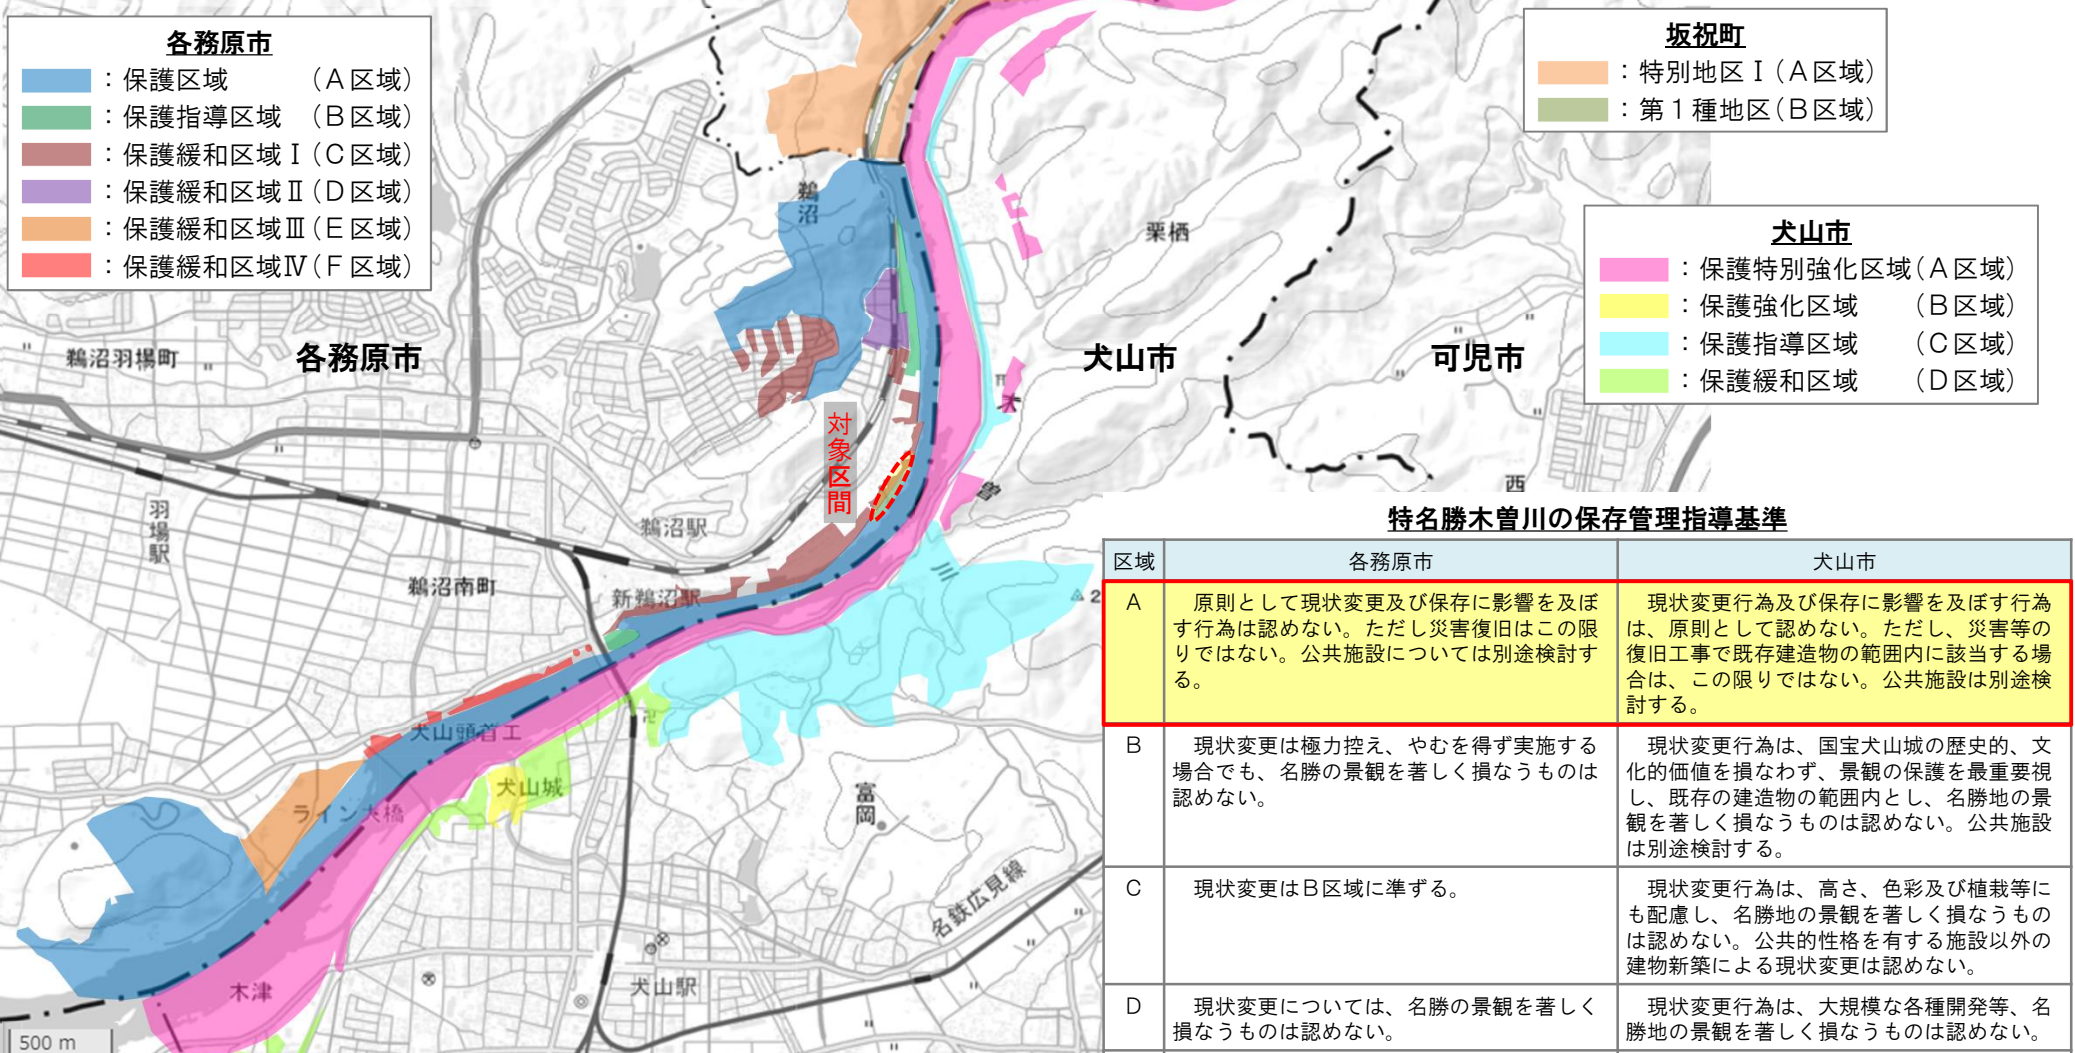 各務原市
：保護区域　　　（Ａ区域）
：保護指導区域　（Ｂ区域）
：保護緩和区域Ⅰ（Ｃ区域）
：保護緩和区域Ⅱ（Ｄ区域）
：保護緩和区域Ⅲ（Ｅ区域）
：保護緩和区域Ⅳ（Ｆ区域）
坂祝町
：特別地区Ⅰ（Ａ区域）
：第１種地区（Ｂ区域）
犬山市
：保護特別強化区域（Ａ区域）
：保護強化区域　　（Ｂ区域）
：保護指導区域　　（Ｃ区域）
：保護緩和区域　　（Ｄ区域）
鵜沼
栗栖
鵜沼羽場町
各務原市
犬山市
可児市
木
対象区間
曽
西
羽場駅
鵜沼駅
川
鵜沼南町
新鵜沼駅
2
犬山頭首工
犬山城
ライン大橋
富岡
名鉄広見線
木津
犬山駅
500 m
特名勝木曽川の保存管理指導基準
区域
各務原市
犬山市
Ａ
原則として現状変更及び保存に影響を及ぼ
す行為は認めない。ただし災害復旧はこの限
りではない。公共施設については別途検討す
る。
現状変更行為及び保存に影響を及ぼす行為
は、原則として認めない。ただし、災害等の
復旧工事で既存建造物の範囲内に該当する場
合は、この限りではない。公共施設は別途検
討する。
Ｂ
現状変更は極力控え、やむを得ず実施する
場合でも、名勝の景観を著しく損なうものは
認めない。
現状変更行為は、国宝犬山城の歴史的、文
化的価値を損なわず、景観の保護を最重要視
し、既存の建造物の範囲内とし、名勝地の景
観を著しく損なうものは認めない。公共施設
は別途検討する。
Ｃ
現状変更はＢ区域に準ずる。
現状変更行為は、高さ、色彩及び植栽等に
も配慮し、名勝地の景観を著しく損なうもの
は認めない。公共的性格を有する施設以外の
建物新築による現状変更は認めない。
Ｄ
現状変更については、名勝の景観を著しく
損なうものは認めない。
現状変更行為は、大規模な各種開発等、名
勝地の景観を著しく損なうものは認めない。